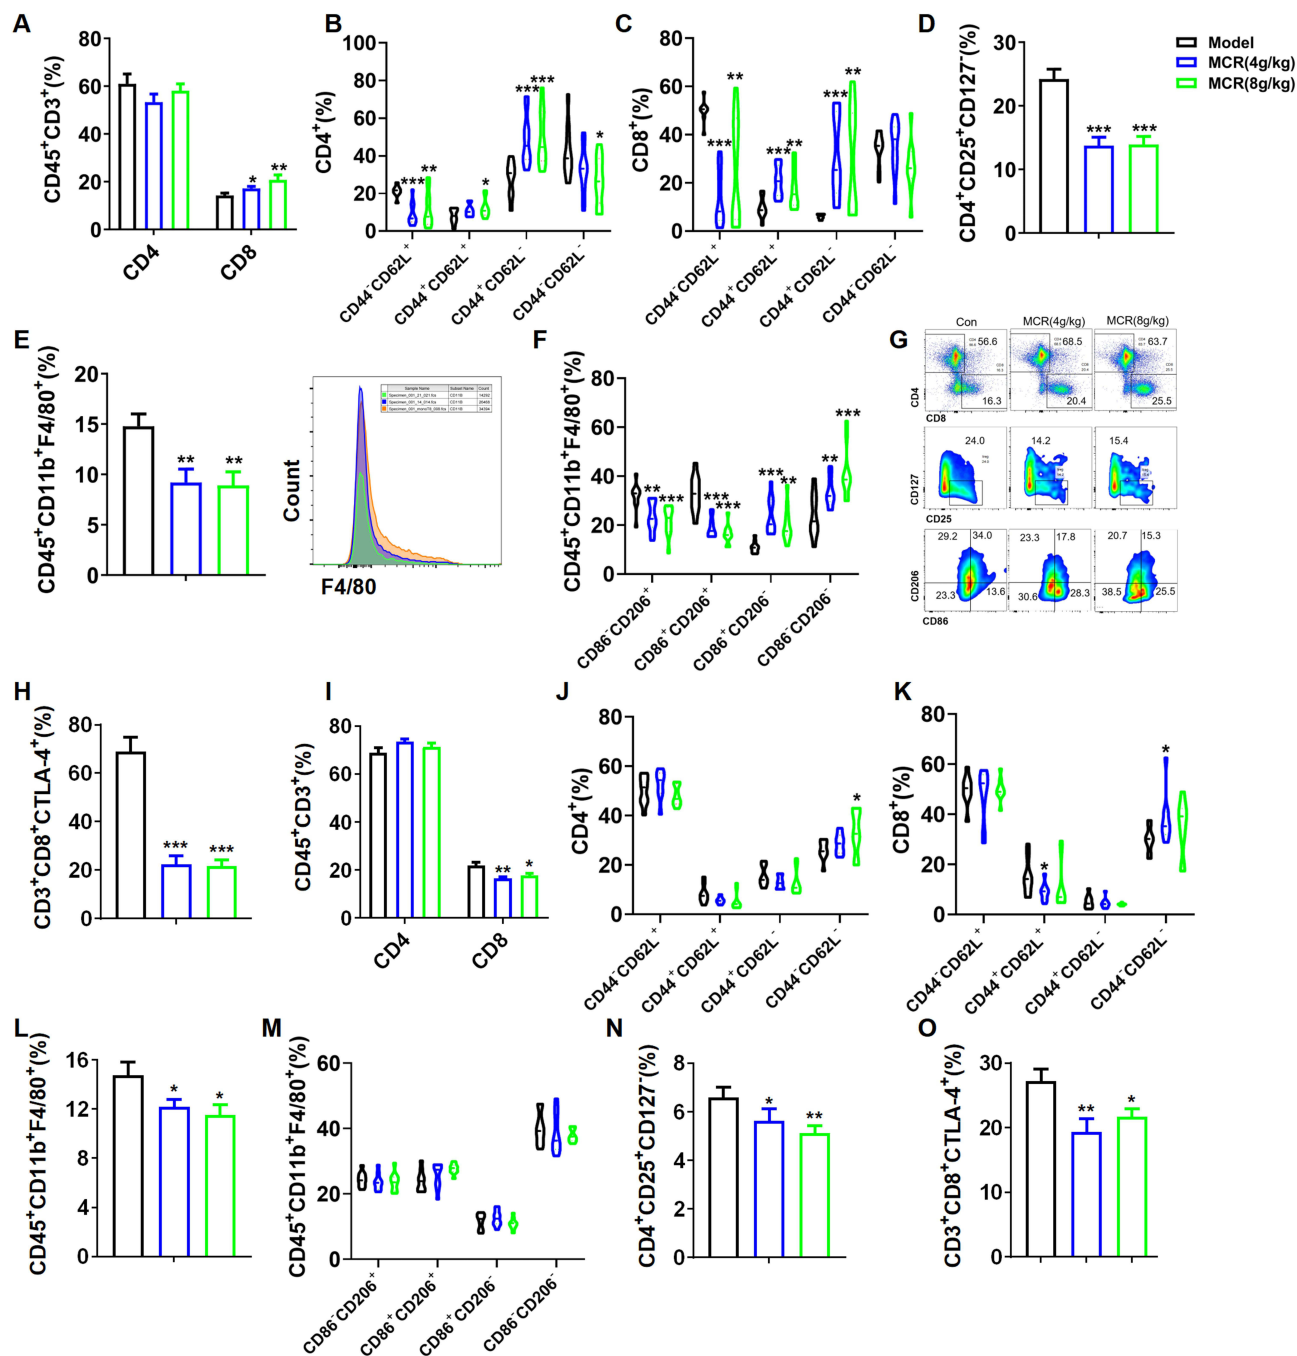 A
CD45⁺CD3⁺(%)
80
60
40
20
0
*
**
CD4
CD8
B
CD4⁺(%)
100
80
60
40
20
0
***
**
*
***
***
*
CD44⁻CD62L⁺
CD44⁺CD62L⁺
CD44⁺CD62L⁻
CD44⁻CD62L⁻
C
CD8⁺(%)
80
60
40
20
0
***
**
***
**
***
**
CD44⁻CD62L⁺
CD44⁺CD62L⁺
CD44⁺CD62L⁻
CD44⁻CD62L⁻
D
CD4⁺CD25⁺CD127⁻(%)
30
20
10
0
***
***
Model
MCR(4g/kg)
MCR(8g/kg)
E
CD45⁺CD11b⁺F4/80⁺(%)
20
15
10
5
0
**
**
Count
F4/80
Sample Name Subset Name Count
F
CD45⁺CD11b⁺F4/80⁺(%)
80
60
40
20
0
**
***
***
***
***
**
**
***
CD86⁻CD206⁺
CD86⁺CD206⁺
CD86⁺CD206⁻
CD86⁻CD206⁻
G
Con
MCR(4g/kg)
MCR(8g/kg)
CD4
56.6
16.3
68.5
20.4
63.7
25.5
CD8
CD127
24.0
14.2
15.4
CD25
CD206
29.2
34.0
23.3
13.6
23.3
17.8
30.6
28.3
20.7
15.3
38.5
25.5
CD86
H
CD3⁺CD8⁺CTLA-4⁺(%)
80
60
40
20
0
***
***
I
CD45⁺CD3⁺(%)
80
60
40
20
0
**
*
CD4
CD8
J
CD4⁺(%)
80
60
40
20
0
*
CD44⁻CD62L⁺
CD44⁺CD62L⁺
CD44⁺CD62L⁻
CD44⁻CD62L⁻
K
CD8⁺(%)
80
60
40
20
0
*
*
CD44⁻CD62L⁺
CD44⁺CD62L⁺
CD44⁺CD62L⁻
CD44⁻CD62L⁻
L
CD45⁺CD11b⁺F4/80⁺(%)
16
12
8
4
0
*
*
M
CD45⁺CD11b⁺F4/80⁺(%)
60
40
20
0
CD86⁻CD206⁺
CD86⁺CD206⁺
CD86⁺CD206⁻
CD86⁻CD206⁻
N
CD4⁺CD25⁺CD127⁻(%)
8
6
4
2
0
*
**
O
CD3⁺CD8⁺CTLA-4⁺(%)
30
20
10
0
**
*